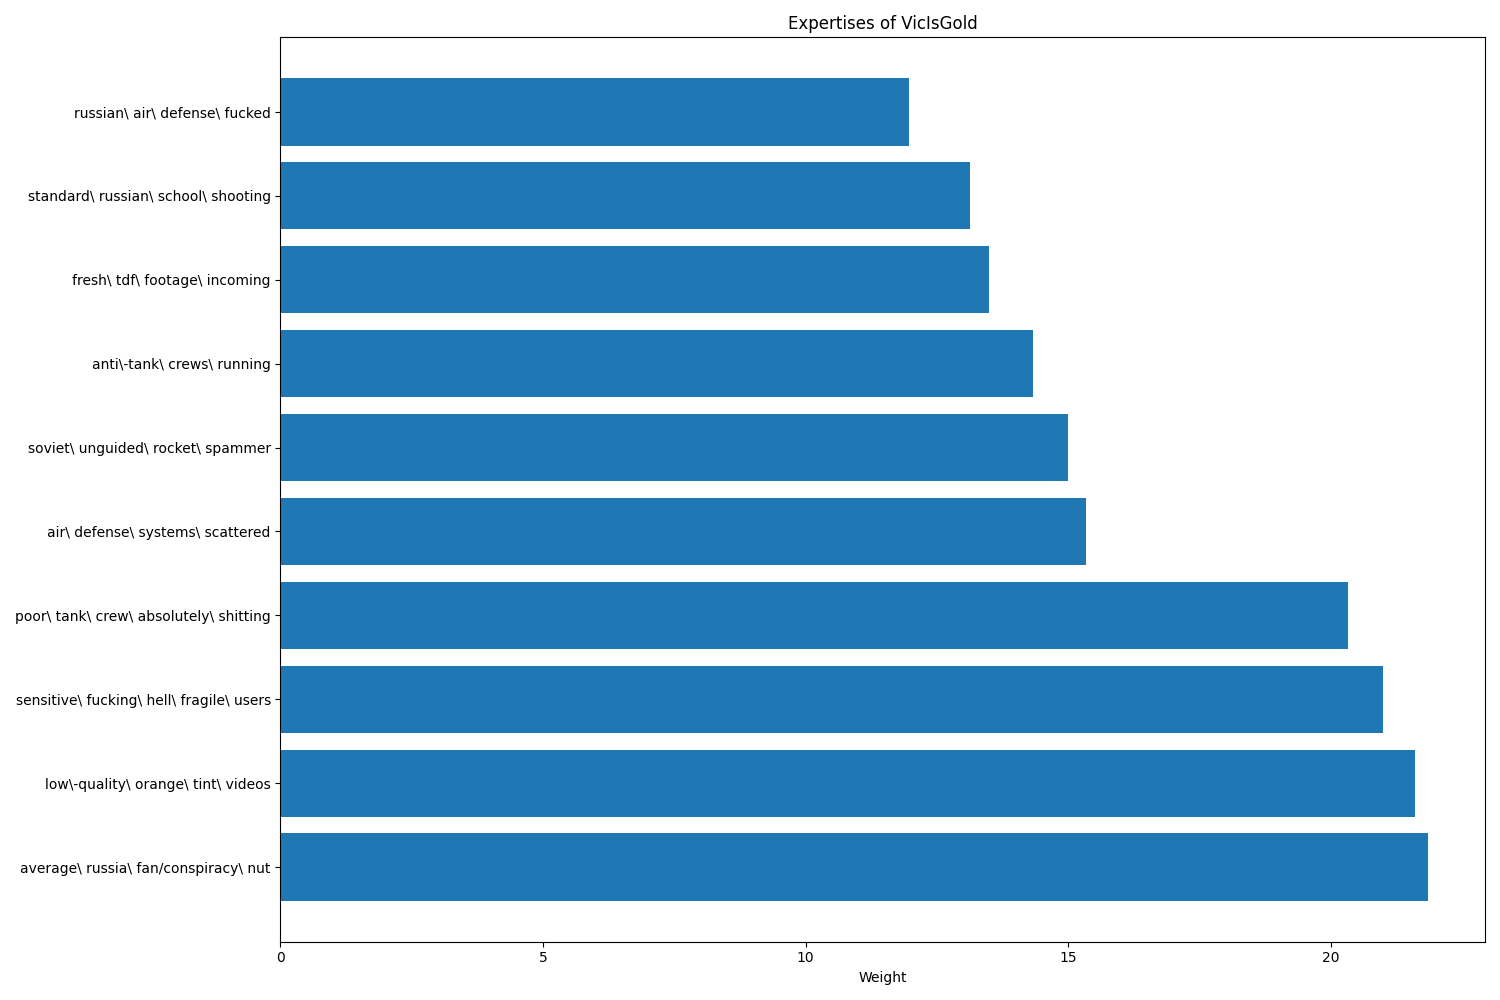 Expertises of VicIsGold
russian\ air\ defense\ fucked
standard\ russian\ school\ shooting
fresh\ tdf\ footage\ incoming
anti\-tank\ crews\ running
soviet\ unguided\ rocket\ spammer
air\ defense\ systems\ scattered
poor\ tank\ crew\ absolutely\ shitting
sensitive\ fucking\ hell\ fragile\ users
low\-quality\ orange\ tint\ videos
average\ russia\ fan/conspiracy\ nut
0 5 10 15 20
Weight